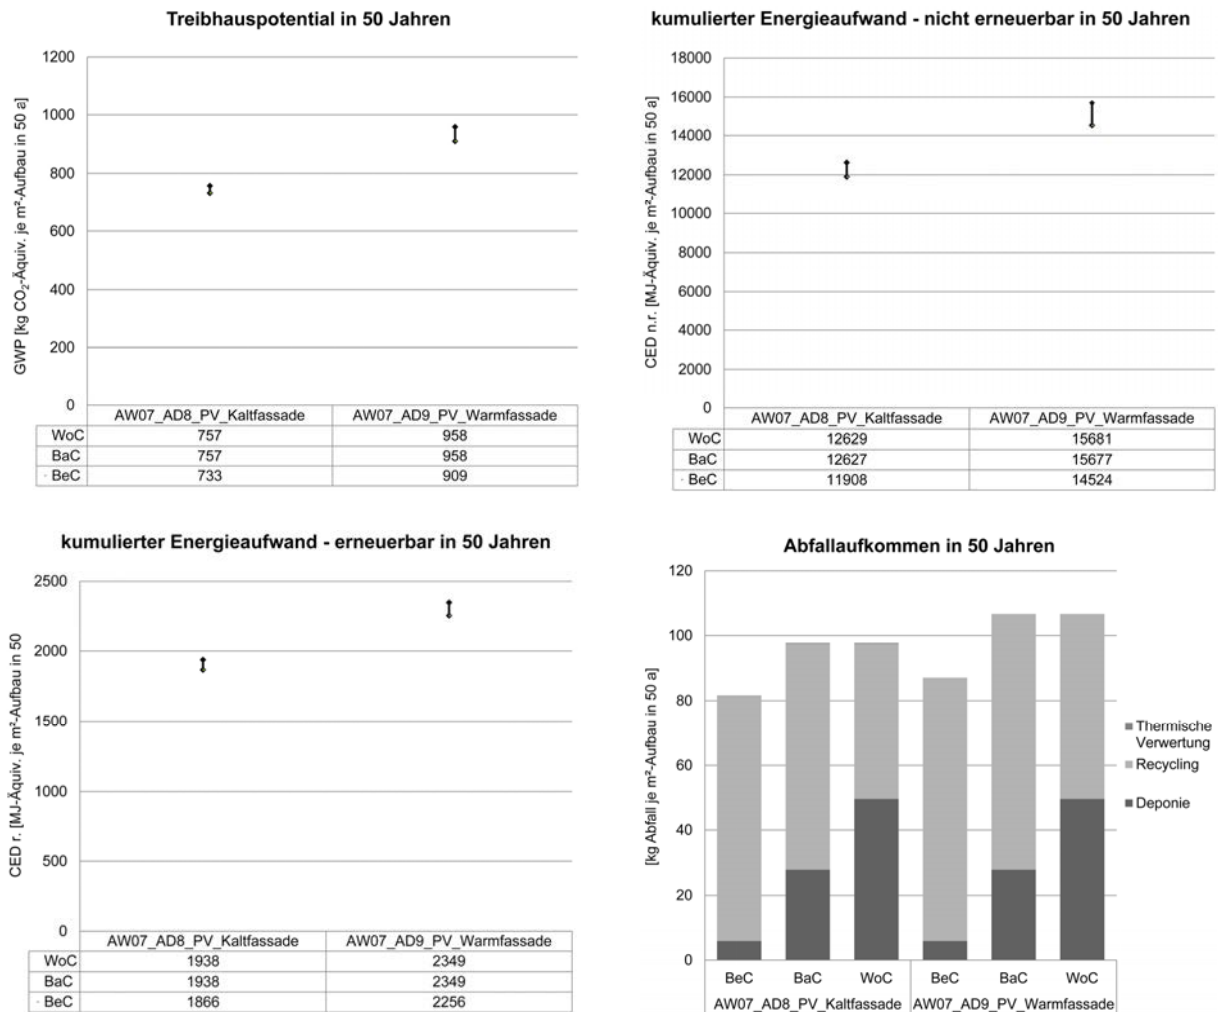 Treibhauspotential in 50 Jahren
GWP [kg CO₂-Äquiv. je m²-Aufbau in 50 a]
1200
1000
800
600
400
200
0
AW07_AD8_PV_Kaltfassade AW07_AD9_PV_Warmfassade
WoC 757 958
BaC 757 958
BeC 733 909
kumulierter Energieaufwand - nicht erneuerbar in 50 Jahren
CED n.r. [MJ-Äquiv. je m²-Aufbau in 50 a]
18000
16000
14000
12000
10000
8000
6000
4000
2000
0
AW07_AD8_PV_Kaltfassade AW07_AD9_PV_Warmfassade
WoC 12629 15681
BaC 12627 15677
BeC 11908 14524
kumulierter Energieaufwand - erneuerbar in 50 Jahren
CED r. [MJ-Äquiv. je m²-Aufbau in 50
2500
2000
1500
1000
500
0
AW07_AD8_PV_Kaltfassade AW07_AD9_PV_Warmfassade
WoC 1938 2349
BaC 1938 2349
BeC 1866 2256
Abfallaufkommen in 50 Jahren
[kg Abfall je m²-Aufbau in 50 a]
120
100
80
60
40
20
0
BeC BaC WoC BeC BaC WoC
AW07_AD8_PV_Kaltfassade AW07_AD9_PV_Warmfassade
Thermische
Verwertung
Recycling
Deponie